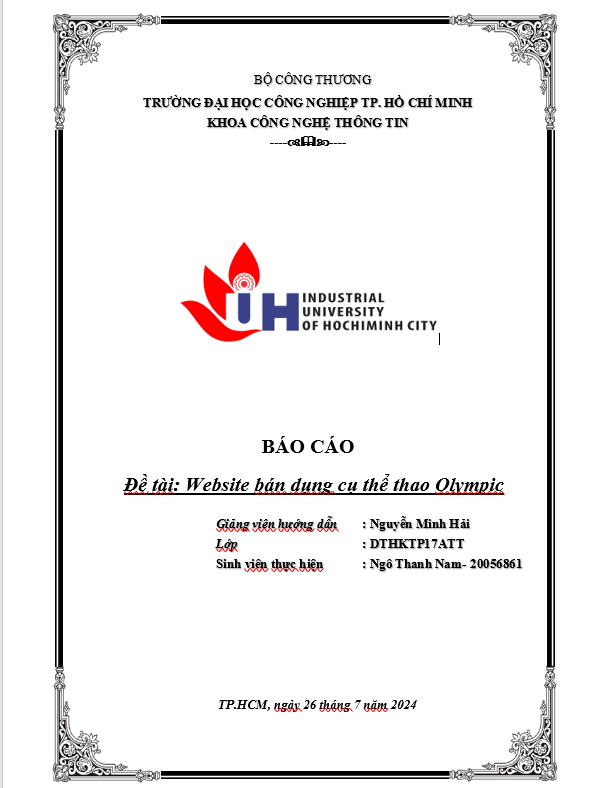 BỘ CÔNG THƯƠNG
TRƯỜNG ĐẠI HỌC CÔNG NGHIỆP TP. HỒ CHÍ MINH
KHOA CÔNG NGHỆ THÔNG TIN
IUH
INDUSTRIAL
UNIVERSITY
OF HOCHIMINH CITY
BÁO CÁO
Đề tài: Website bán dụng cụ thể thao Olympic
Giảng viên hướng dẫn : Nguyễn Minh Hải
Lớp : DTHKTP17ATT
Sinh viên thực hiện : Ngô Thanh Nam- 20056861
TP.HCM, ngày 26 tháng 7 năm 2024